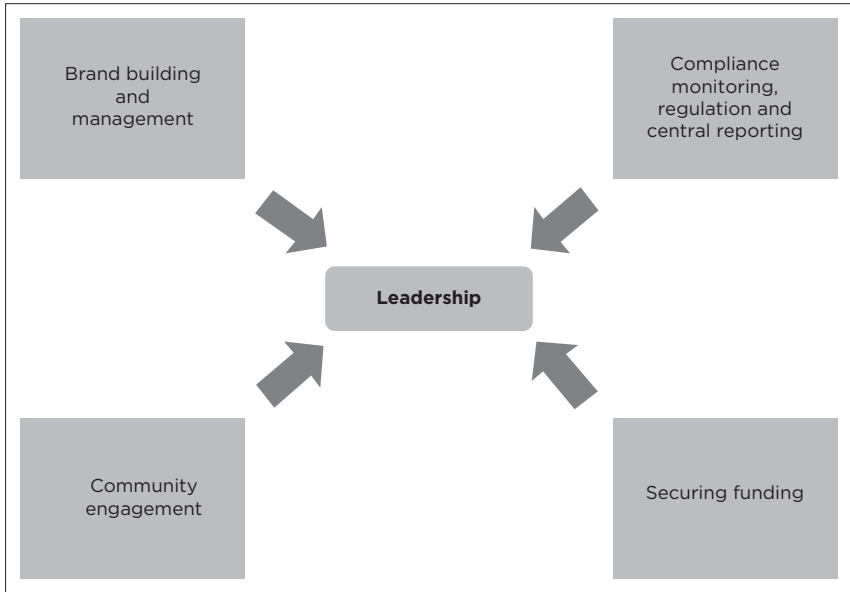 Brand building
and
management
Compliance
monitoring,
regulation and
central reporting
Leadership
Community
engagement
Securing funding